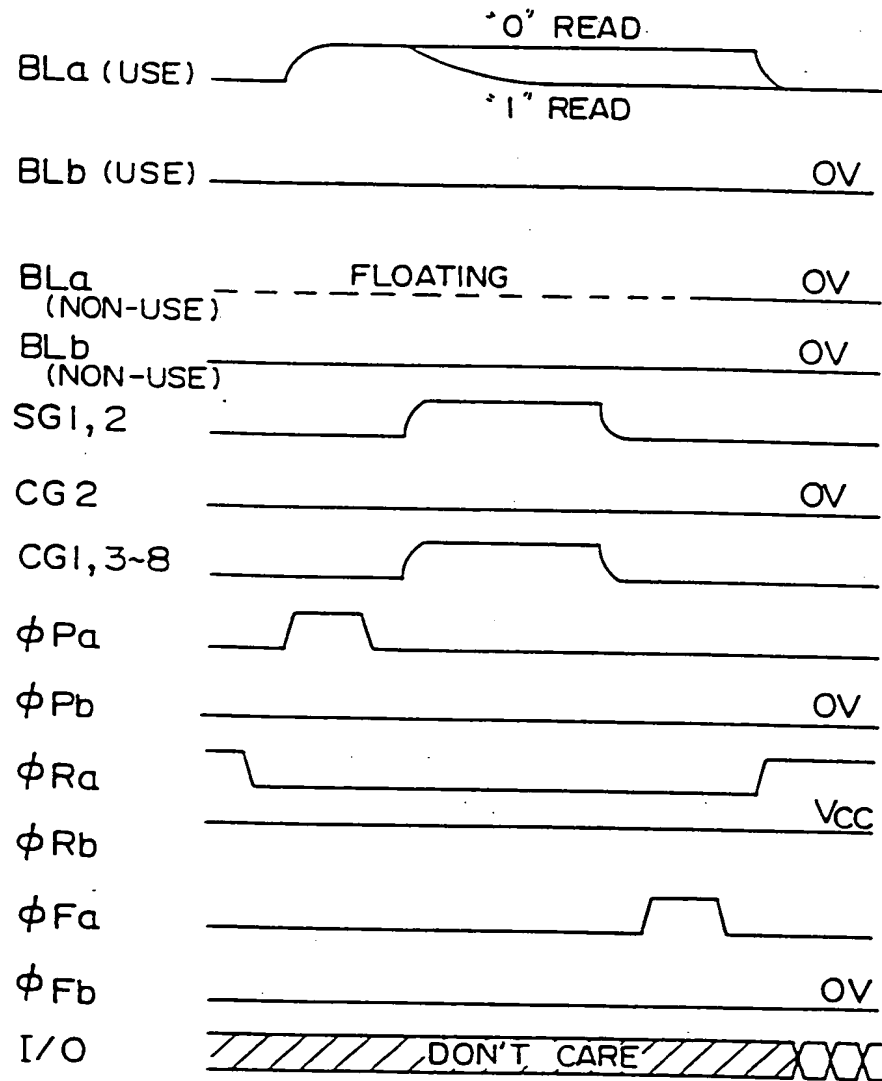 "0" READ
BLa (USE)
"1" READ
BLb (USE) 0V
BLa FLOATING 0V
(NON-USE)
BLb 0V
(NON-USE)
SG1,2
CG2 0V
CG1,3~8
φPa
φPb 0V
φRa
VCC
φRb
φFa
φFb 0V
I/O DON'T CARE